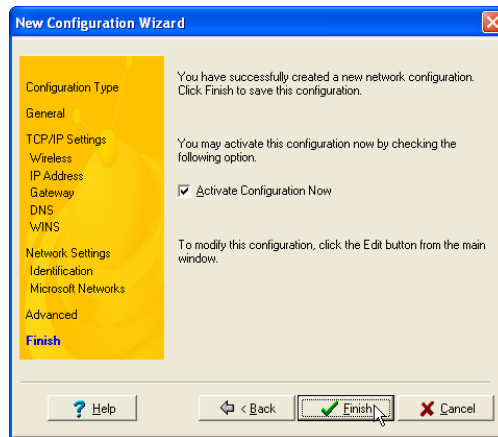 New Configuration Wizard
Configuration Type
General
TCP/IP Settings
Wireless
IP Address
Gateway
DNS
WINS
Network Settings
Identification
Microsoft Networks
Advanced
Finish
You have successfully created a new network configuration.
Click Finish to save this configuration.
You may activate this configuration now by checking the
following option.
Activate Configuration Now
To modify this configuration, click the Edit button from the main
window.
? Help
< Back
Finish
Cancel